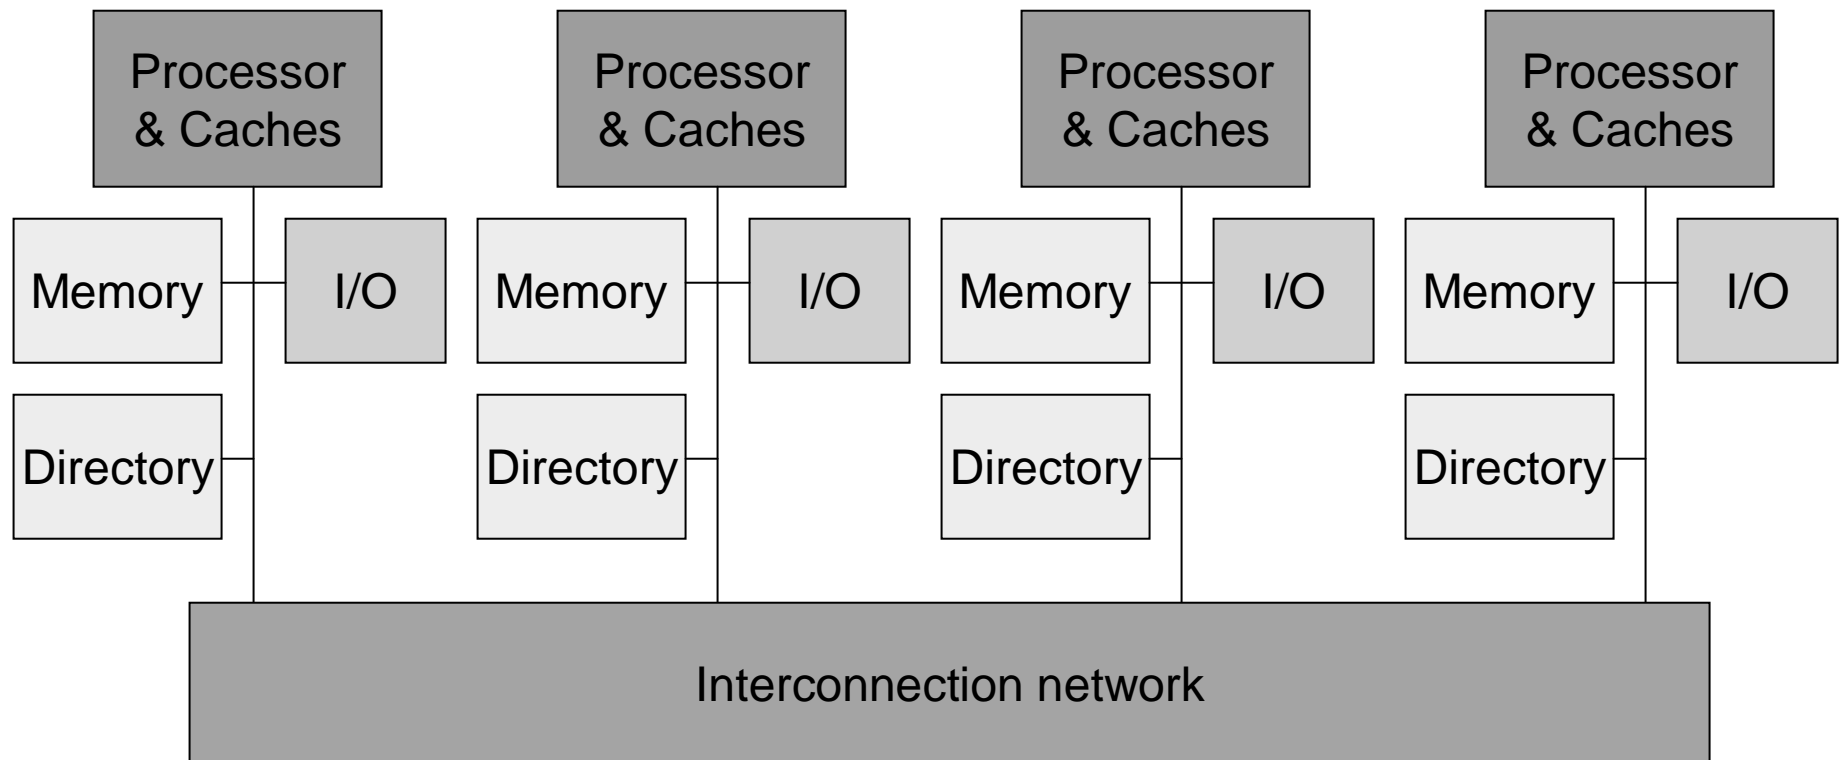 Processor
& Caches
Processor
& Caches
Processor
& Caches
Processor
& Caches
Memory
I/O
Memory
I/O
Memory
I/O
Memory
I/O
Directory
Directory
Directory
Directory
Interconnection network